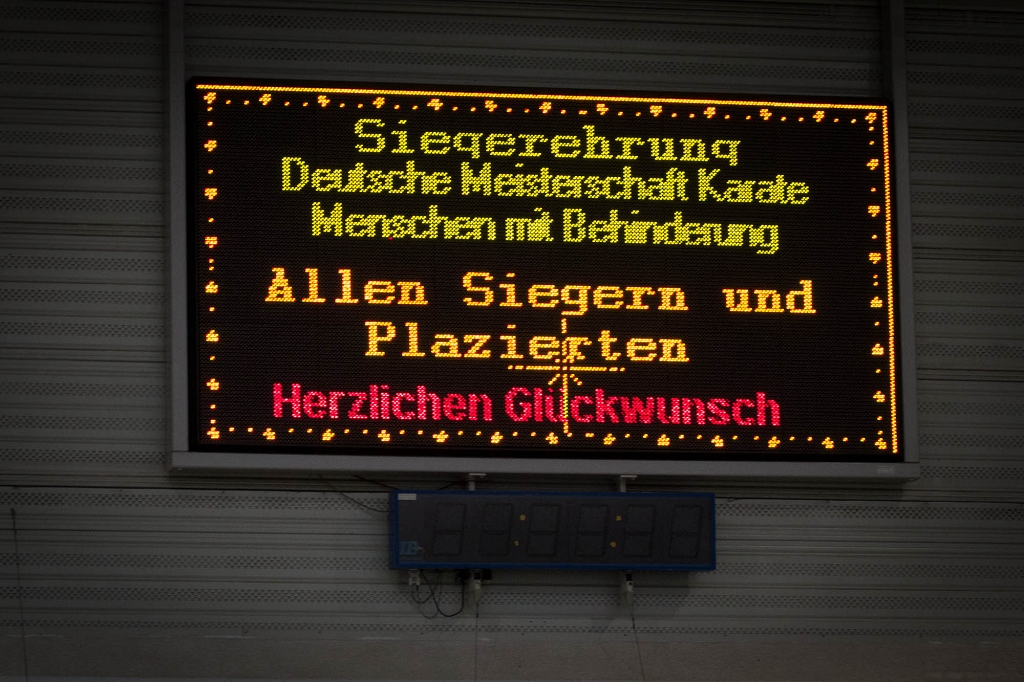 Siegerehrung
Deutsche Meisterschaft Karate
Menschen mit Behinderung
Allen Siegern und
Plazierten
Herzlichen Glückwunsch